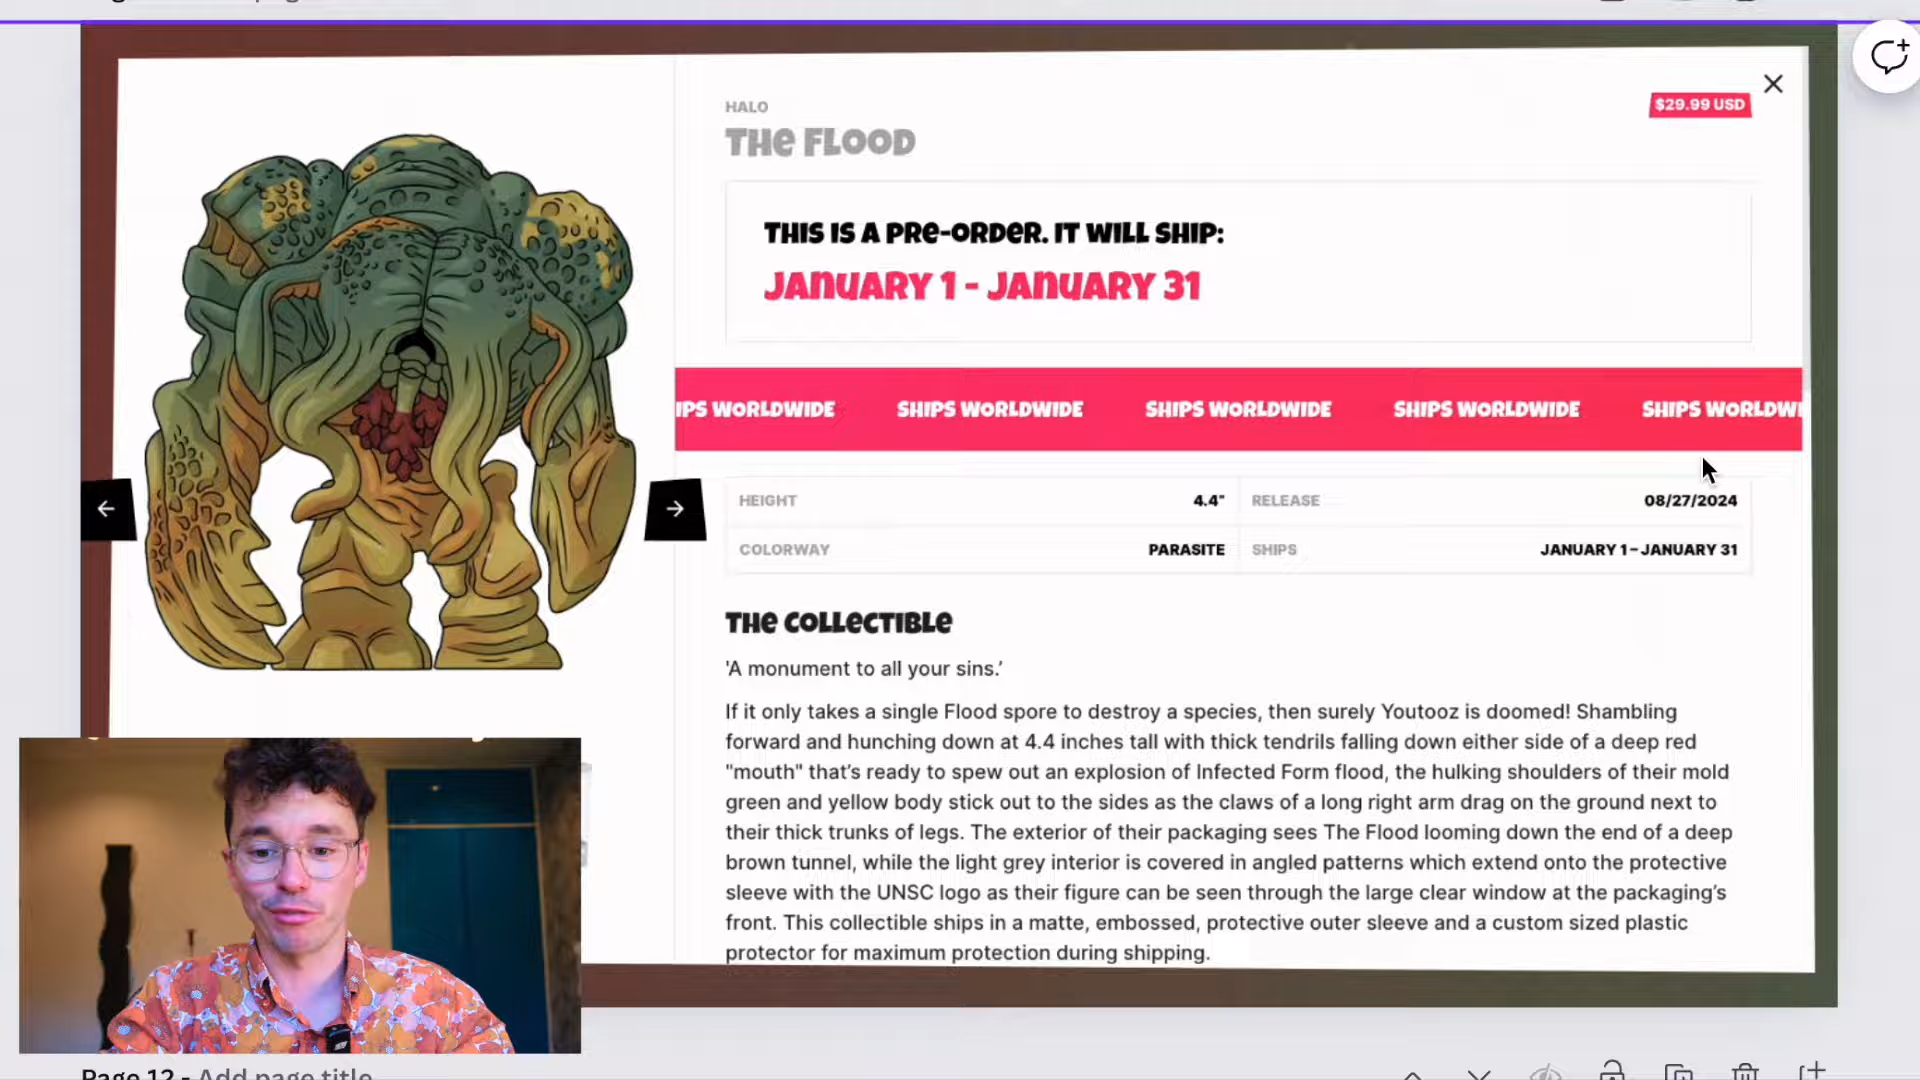 HALO
THE FLOOD
$29.99 USD
THIS IS A PRE-ORDER. IT WILL SHIP:
JANUARY 1 - JANUARY 31
IPS WORLDWIDE SHIPS WORLDWIDE SHIPS WORLDWIDE SHIPS WORLDWIDE SHIPS WORLDWI
HEIGHT 4.4" RELEASE 08/27/2024
COLORWAY PARASITE SHIPS JANUARY 1 – JANUARY 31
THE COLLECTIBLE
'A monument to all your sins.’
If it only takes a single Flood spore to destroy a species, then surely Youtooz is doomed! Shambling
forward and hunching down at 4.4 inches tall with thick tendrils falling down either side of a deep red
"mouth" that’s ready to spew out an explosion of Infected Form flood, the hulking shoulders of their mold
green and yellow body stick out to the sides as the claws of a long right arm drag on the ground next to
their thick trunks of legs. The exterior of their packaging sees The Flood looming down the end of a deep
brown tunnel, while the light grey interior is covered in angled patterns which extend onto the protective
sleeve with the UNSC logo as their figure can be seen through the large clear window at the packaging’s
front. This collectible ships in a matte, embossed, protective outer sleeve and a custom sized plastic
protector for maximum protection during shipping.
Page 12 - Add page title